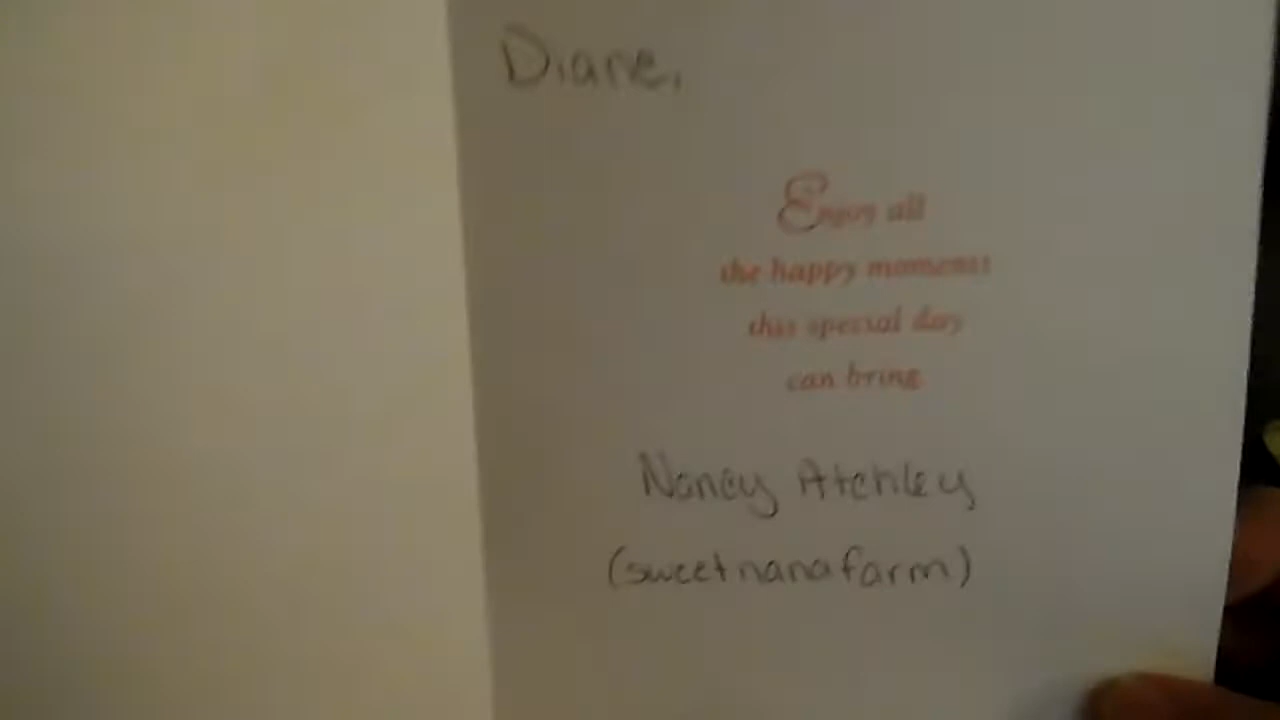 Diane,
Enjoy all
the happy moments
this special day
can bring
Nancy Atchley
(sweetnanafarm)